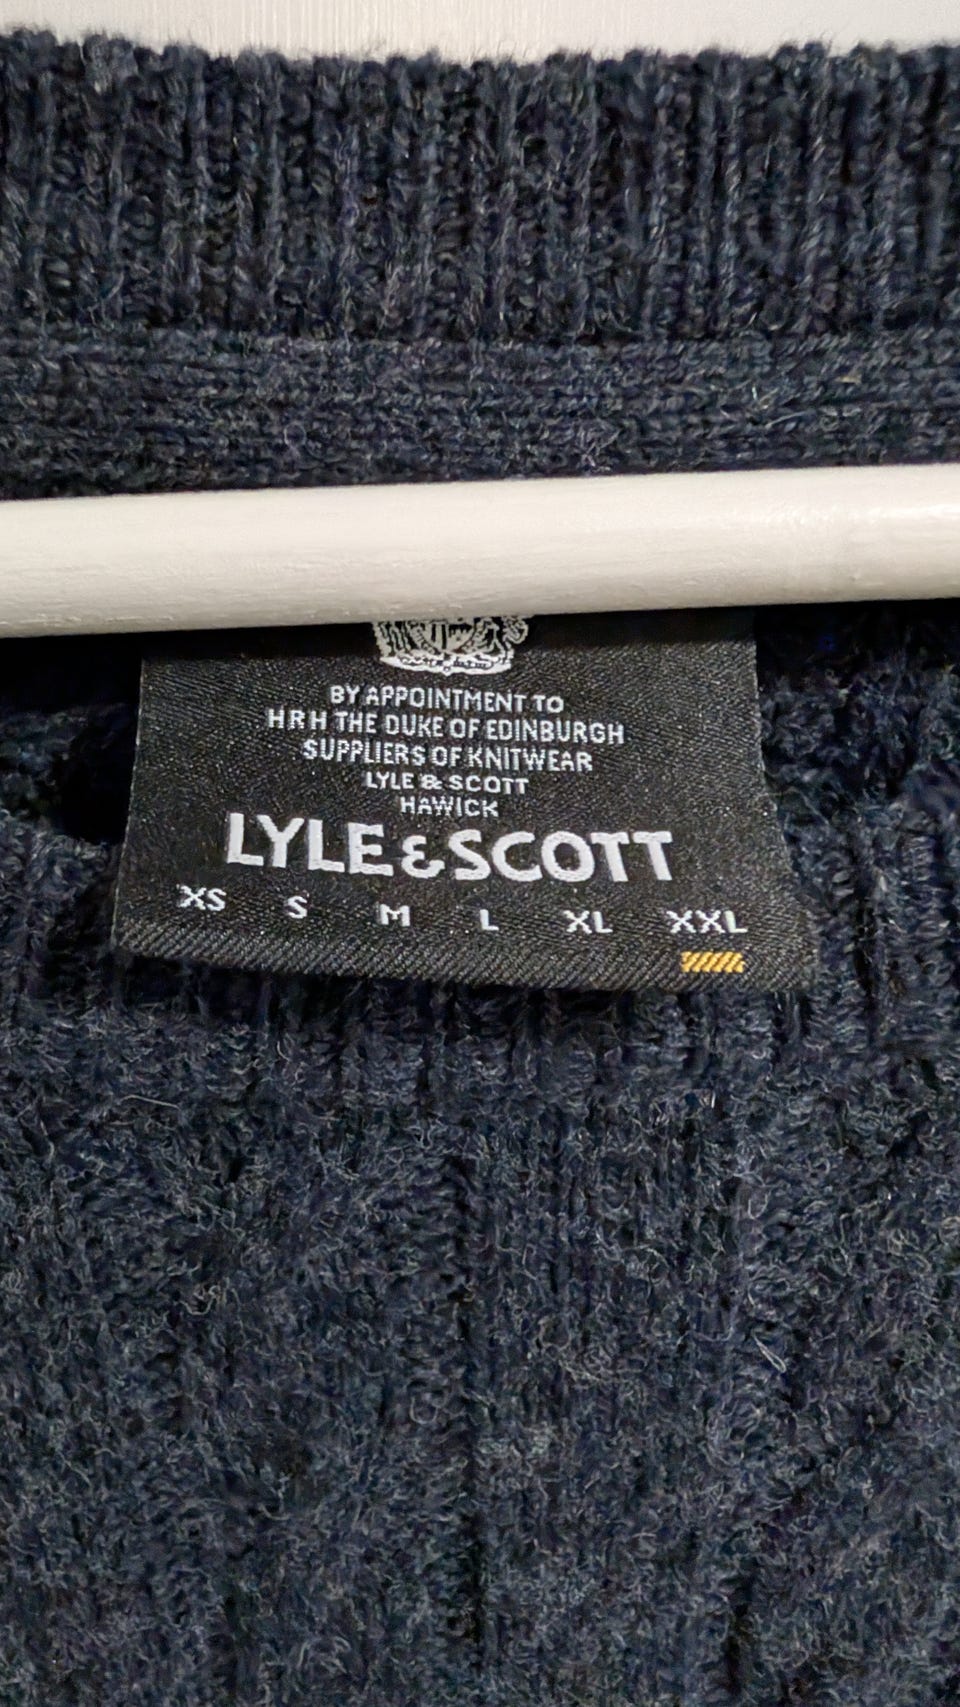 BY APPOINTMENT TO
HRH THE DUKE OF EDINBURGH
SUPPLIERS OF KNITWEAR
LYLE & SCOTT
HAWICK
LYLE & SCOTT
XS S M L XL XXL